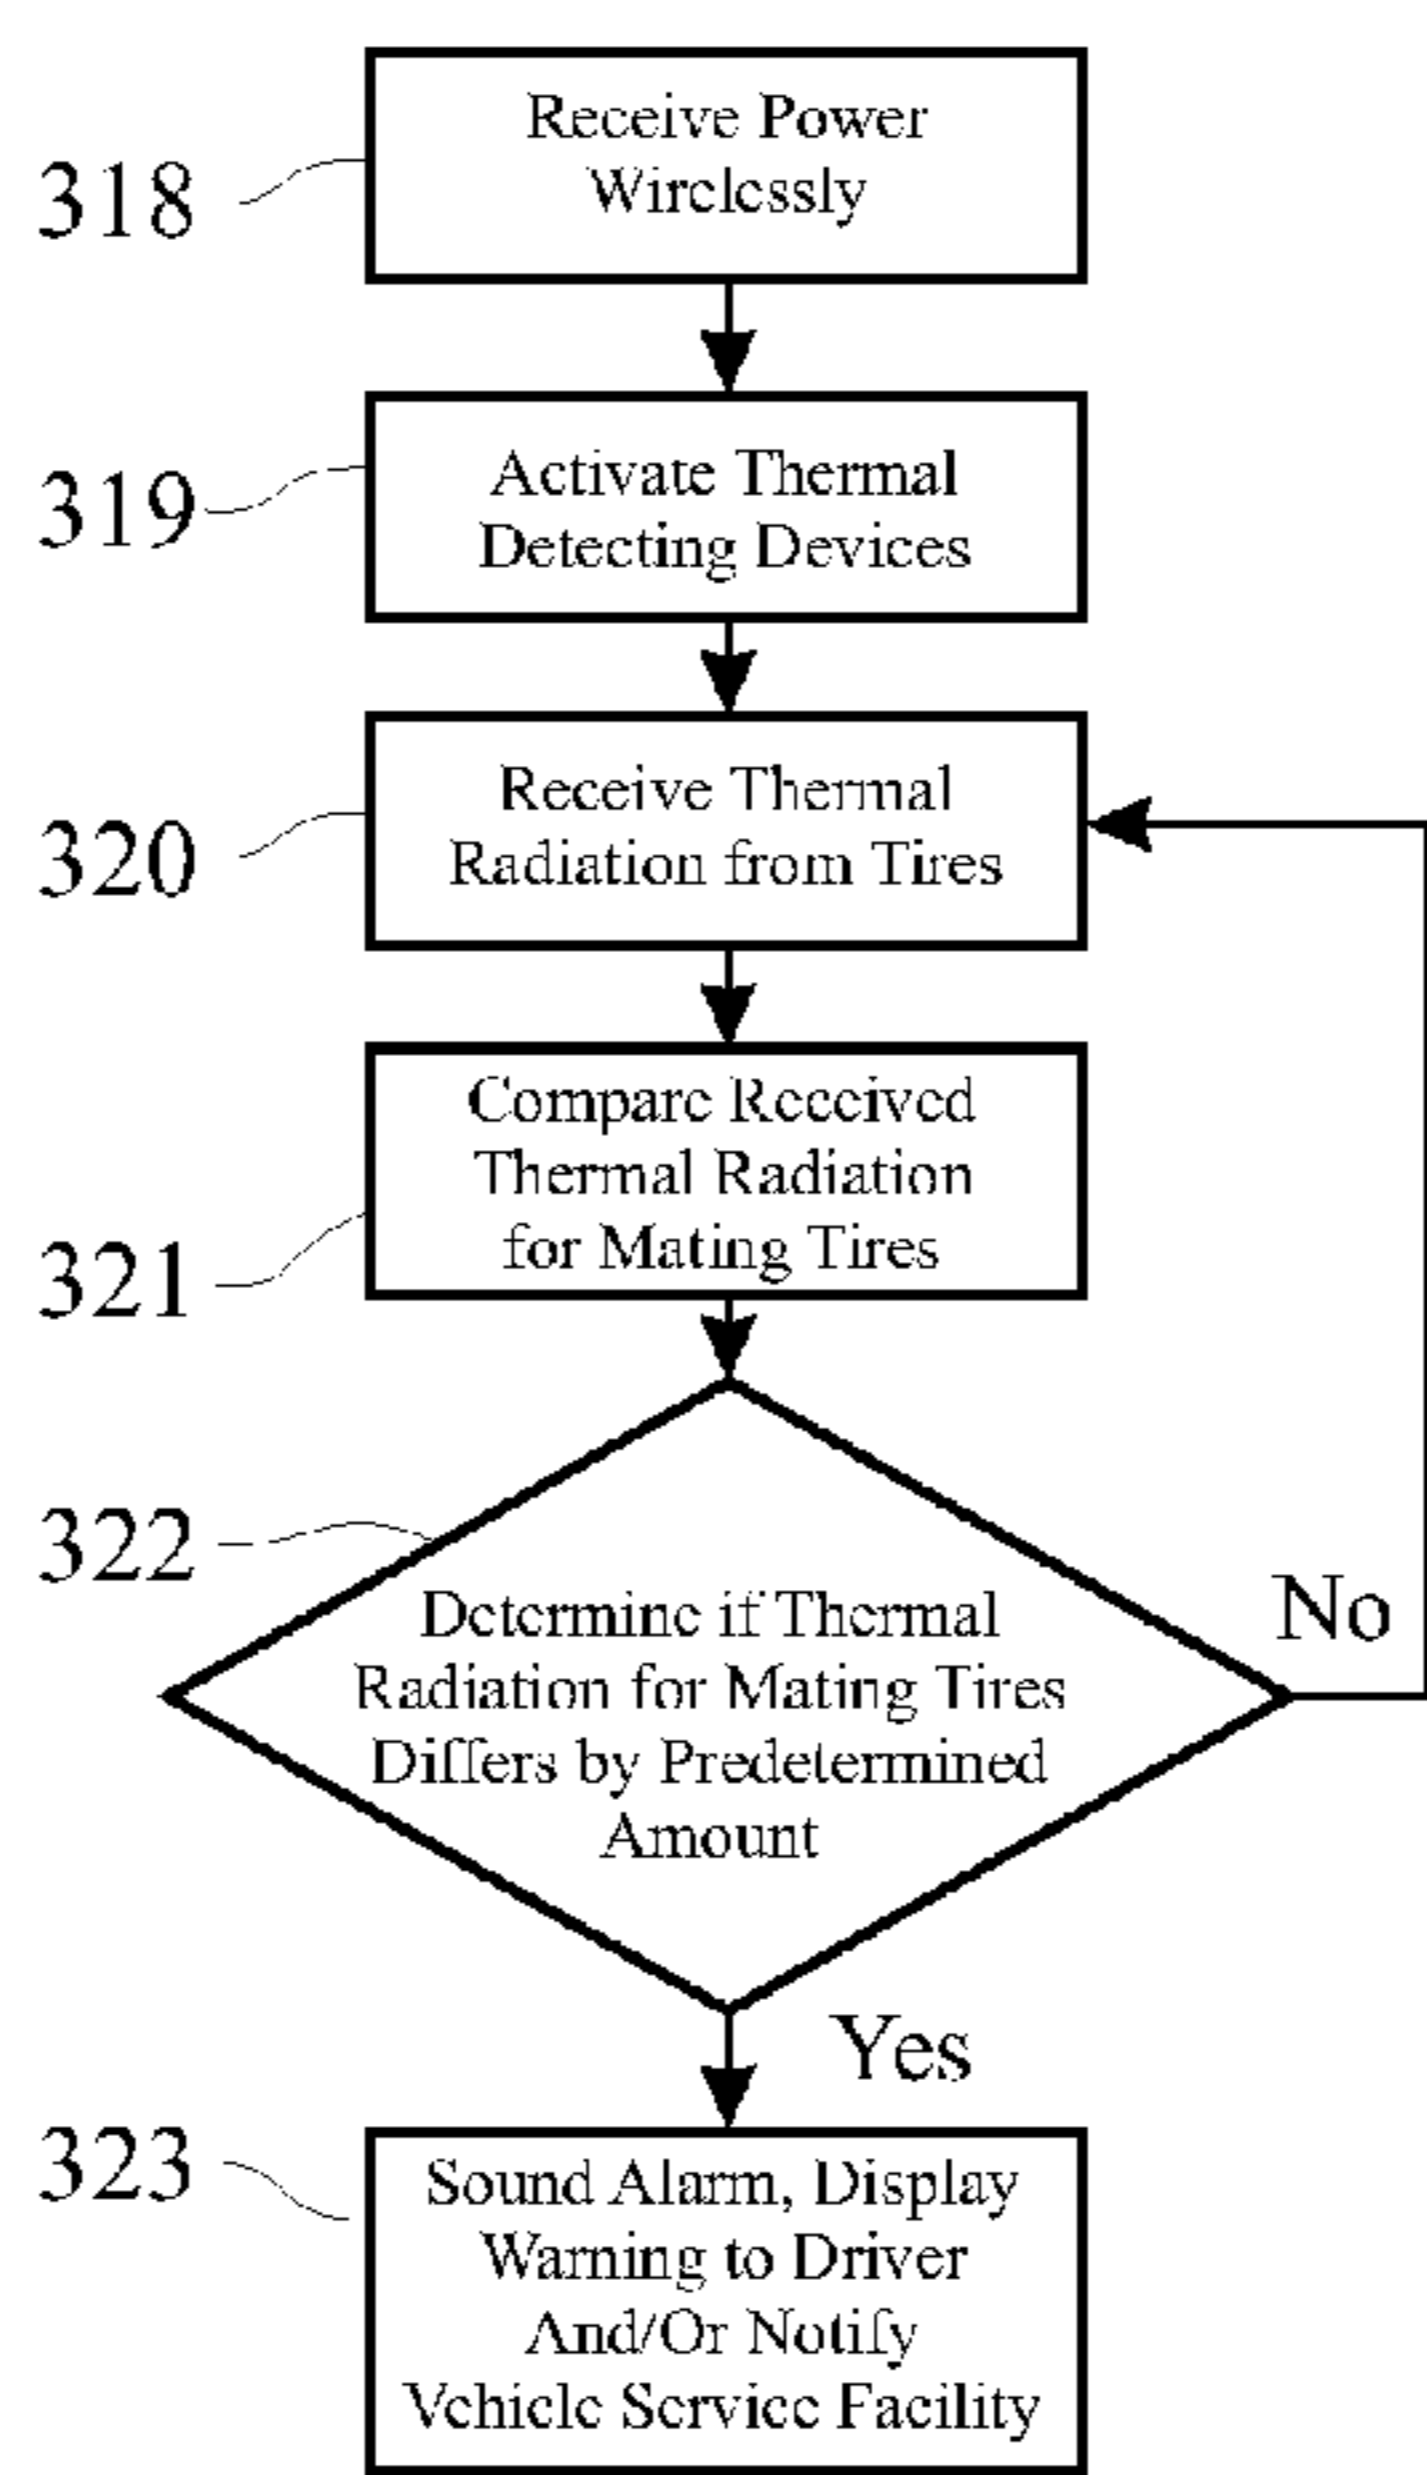 318
Receive Power
Wirelessly
319
Activate Thermal
Detecting Devices
320
Receive Thermal
Radiation from Tires
321
Compare Received
Thermal Radiation
for Mating Tires
322
Determine if Thermal
Radiation for Mating Tires
Differs by Predetermined
Amount
No
Yes
323
Sound Alarm, Display
Warning to Driver
And/Or Notify
Vehicle Service Facility